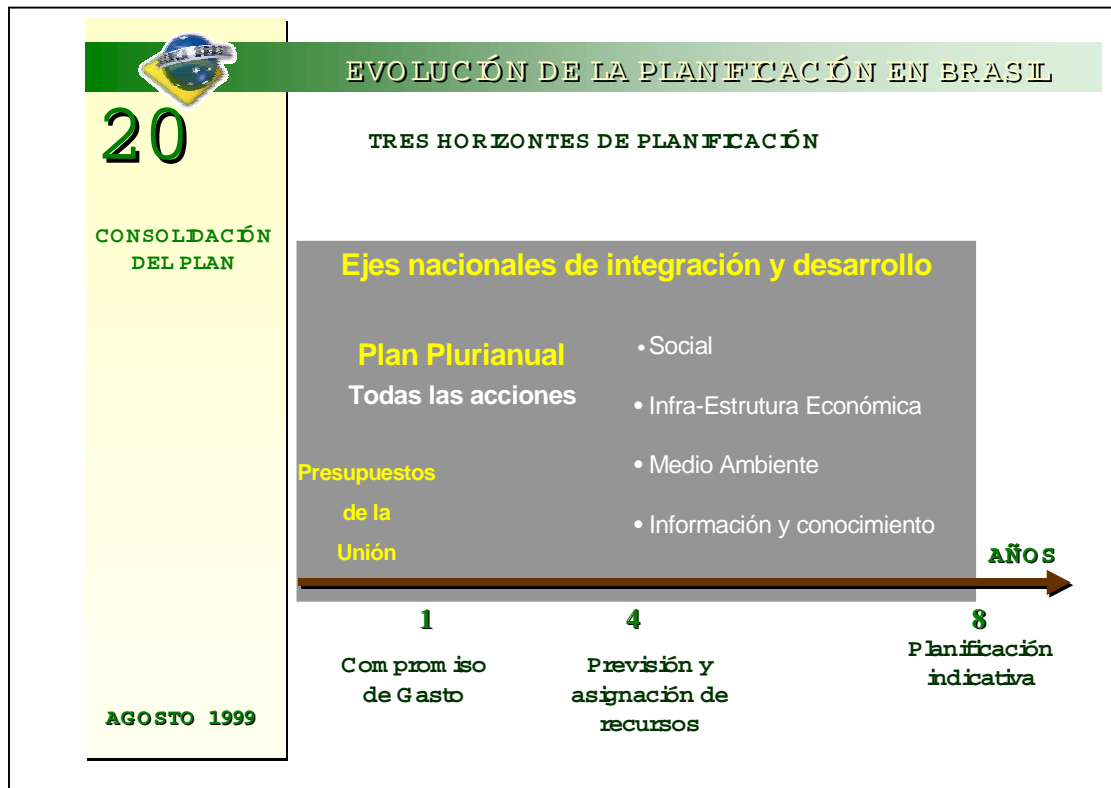 EVOLUCIÓN DE LA PLANIFICACIÓN EN BRASIL
20
TRES HORIZONTES DE PLANIFICACIÓN
CONSOLIDACIÓN
DEL PLAN
Ejes nacionales de integración y desarrollo
Plan Plurianual
Todas las acciones
• Social
• Infra-Estrutura Económica
• Medio Ambiente
• Información y conocimiento
Presupuestos
de la
Unión
AÑOS
1
4
8
Compromiso
de Gasto
Previsión y
asignación de
recursos
Planificación
indicativa
AGOSTO 1999